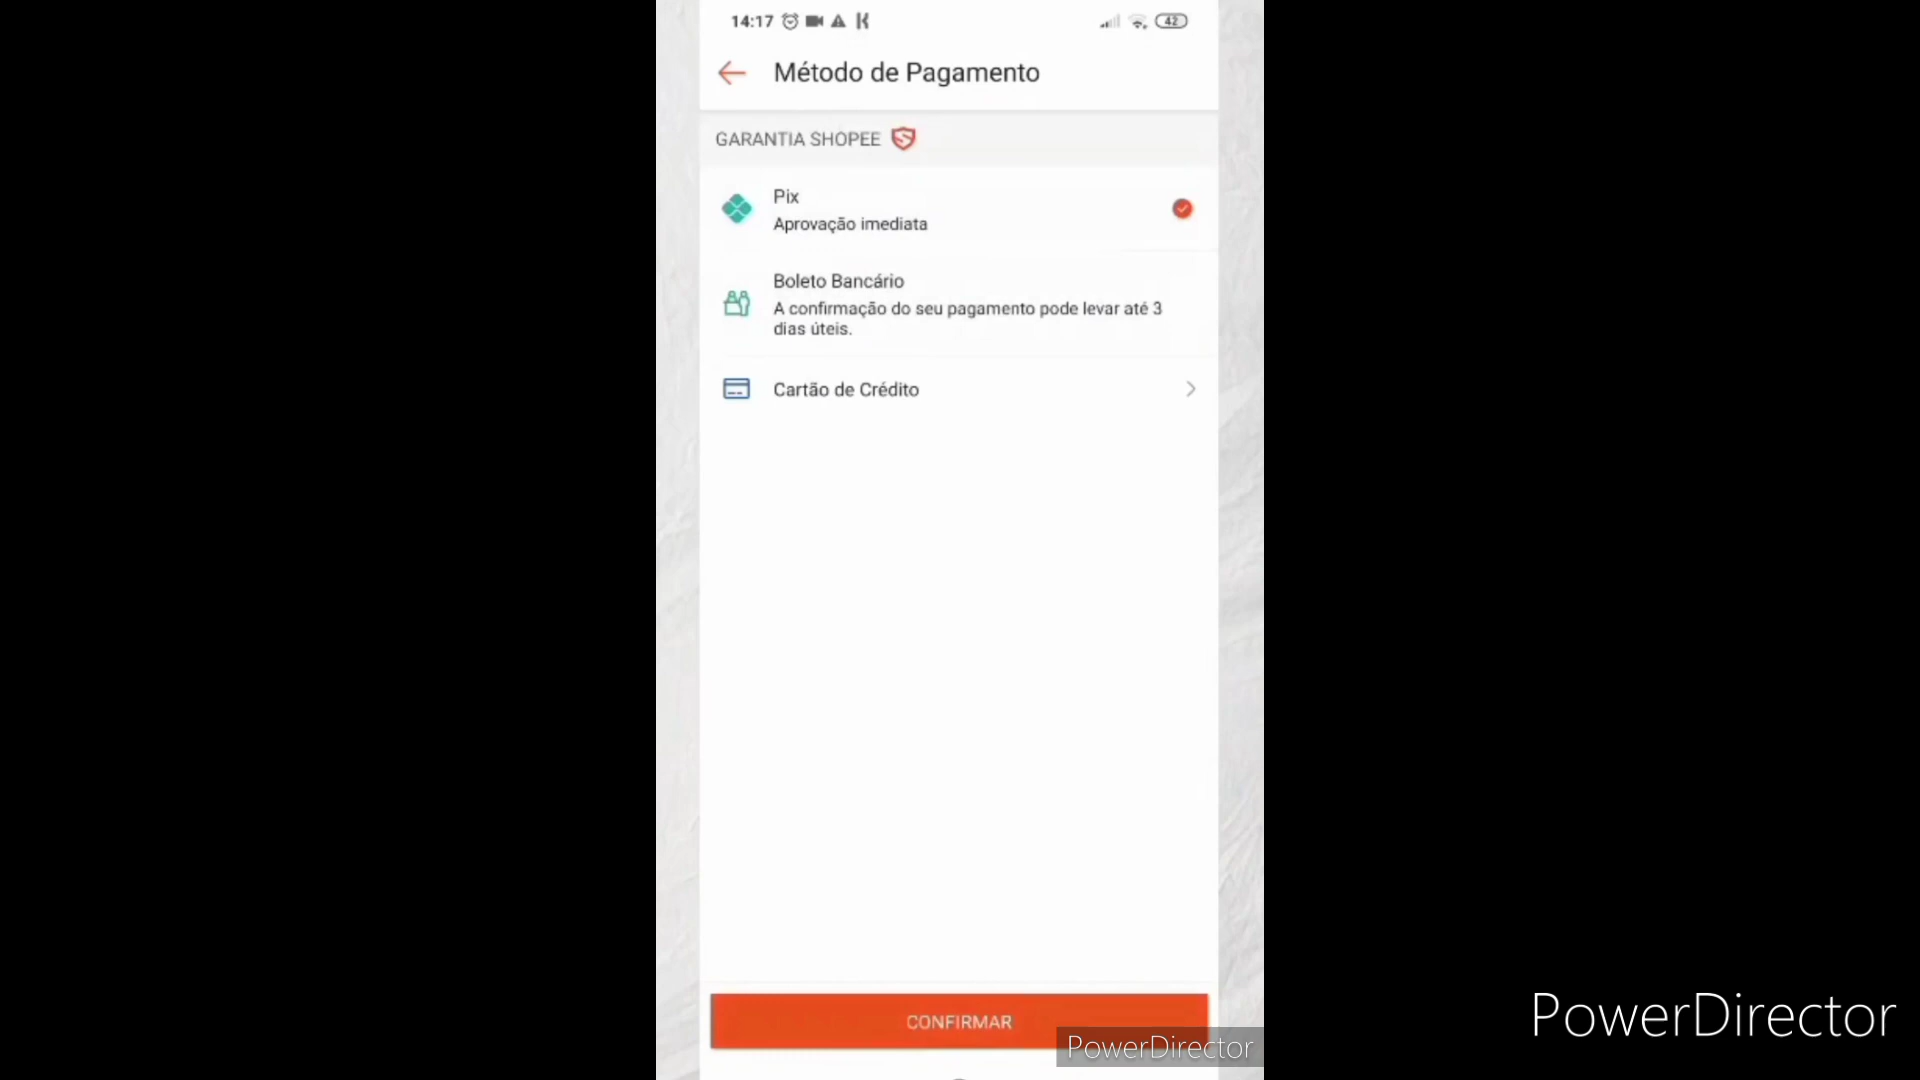 14:17
42
Método de Pagamento
GARANTIA SHOPEE
Pix
Aprovação imediata
Boleto Bancário
A confirmação do seu pagamento pode levar até 3
dias úteis.
Cartão de Crédito
CONFIRMAR
PowerDirector
PowerDirector